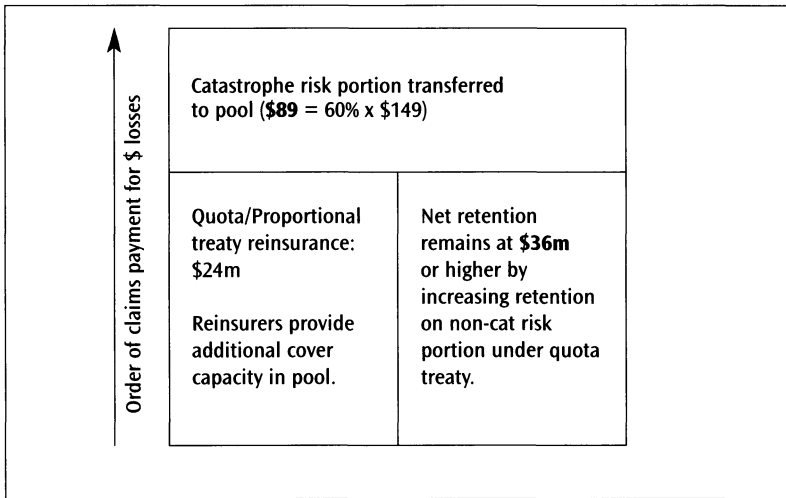 Order of claims payment for $ losses
Catastrophe risk portion transferred
to pool ($89 = 60% x $149)
Quota/Proportional
treaty reinsurance:
$24m
Reinsurers provide
additional cover
capacity in pool.
Net retention
remains at $36m
or higher by
increasing retention
on non-cat risk
portion under quota
treaty.